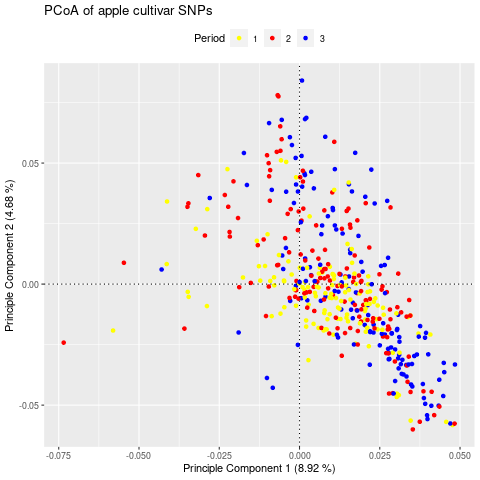 PCoA of apple cultivar SNPs
Period 1 2 3
Principle Component 2 (4.68 %)
0.05
0.00
-0.05
-0.075 -0.050 -0.025 0.000 0.025 0.050
Principle Component 1 (8.92 %)